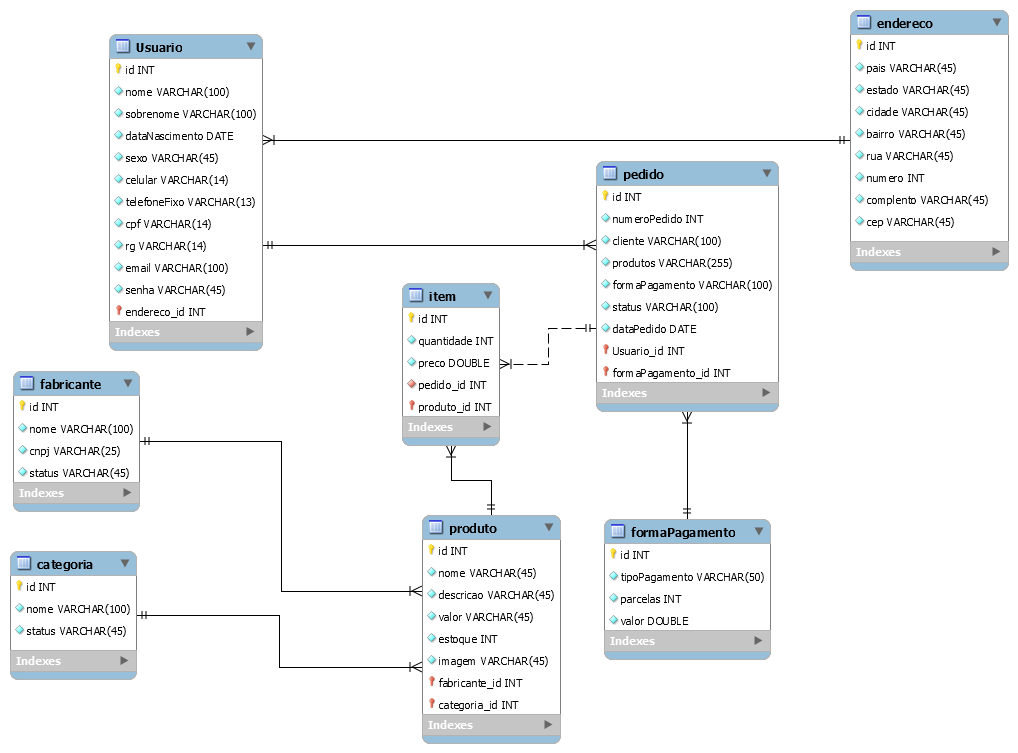 Usuario
id INT
nome VARCHAR(100)
sobrenome VARCHAR(100)
dataNascimento DATE
sexo VARCHAR(45)
celular VARCHAR(14)
telefoneFixo VARCHAR(13)
cpf VARCHAR(14)
rg VARCHAR(14)
email VARCHAR(100)
senha VARCHAR(45)
endereco_id INT
Indexes
endereco
id INT
pais VARCHAR(45)
estado VARCHAR(45)
cidade VARCHAR(45)
bairro VARCHAR(45)
rua VARCHAR(45)
numero INT
complento VARCHAR(45)
cep VARCHAR(45)
Indexes
pedido
id INT
numeroPedido INT
cliente VARCHAR(100)
produtos VARCHAR(255)
formaPagamento VARCHAR(100)
status VARCHAR(100)
dataPedido DATE
Usuario_id INT
formaPagamento_id INT
Indexes
item
id INT
quantidade INT
preco DOUBLE
pedido_id INT
produto_id INT
Indexes
fabricante
id INT
nome VARCHAR(100)
cnpj VARCHAR(25)
status VARCHAR(45)
Indexes
categoria
id INT
nome VARCHAR(100)
status VARCHAR(45)
Indexes
produto
id INT
nome VARCHAR(45)
descricao VARCHAR(45)
valor VARCHAR(45)
estoque INT
imagem VARCHAR(45)
fabricante_id INT
categoria_id INT
Indexes
formaPagamento
id INT
tipoPagamento VARCHAR(50)
parcelas INT
valor DOUBLE
Indexes